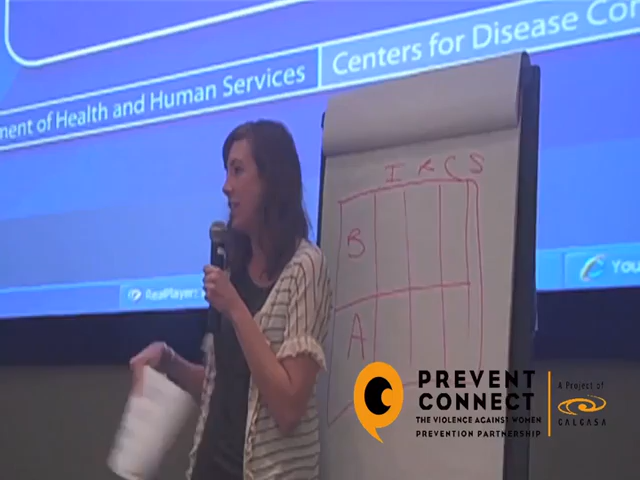 ment of Health and Human Services
Centers for Disease Con
I R C S
B
A
RealPlayer:
You
PREVENT
CONNECT
THE VIOLENCE AGAINST WOMEN
PREVENTION PARTNERSHIP
A Project of
CALCASA